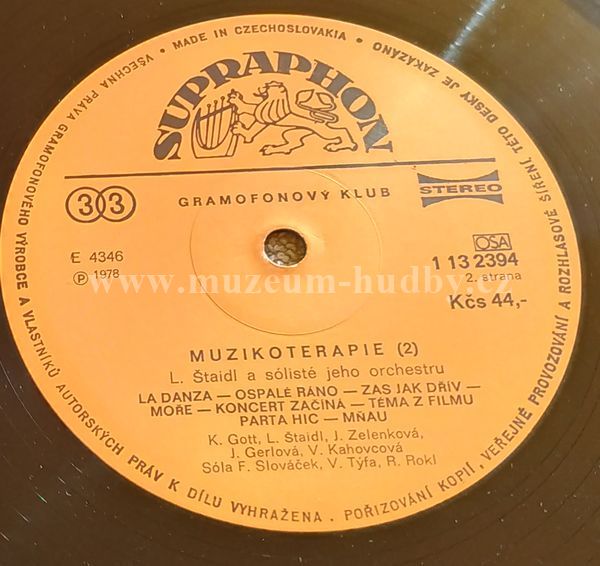 VŠECHNA PRÁVA GRAMOFONOVÉHO VÝROBCE A VLASTNÍKŮ AUTORSKÝCH PRÁV K DÍLU VYHRAŽENA. POŘIZOVÁNÍ KOPIÍ, VEŘEJNÉ PROVOZOVÁNÍ A ROZHLASOVÉ ŠÍŘENÍ TÉTO DESKY JE ZAKÁZÁNO • MADE IN CZECHOSLOVAKIA •
SUPRAPHON
33
GRAMOFONOVÝ KLUB
STEREO
E 4346
℗ 1978
OSA
1 13 2394
2. strana
Kčs 44,-
www.muzeum-hudby.cz
MUZIKOTERAPIE (2)
L. Štaidl a sólisté jeho orchestru
LA DANZA — OSPALÉ RÁNO — ZAS JAK DŘÍV —
MOŘE — KONCERT ZAČÍNÁ — TÉMA Z FILMU
PARTA HIC — MŇAU
K. Gott, L. Štaidl, J. Zelenková,
J. Gerlová, V. Kahovcová
Sóla F. Slováček, V. Týfa, R. Rokl